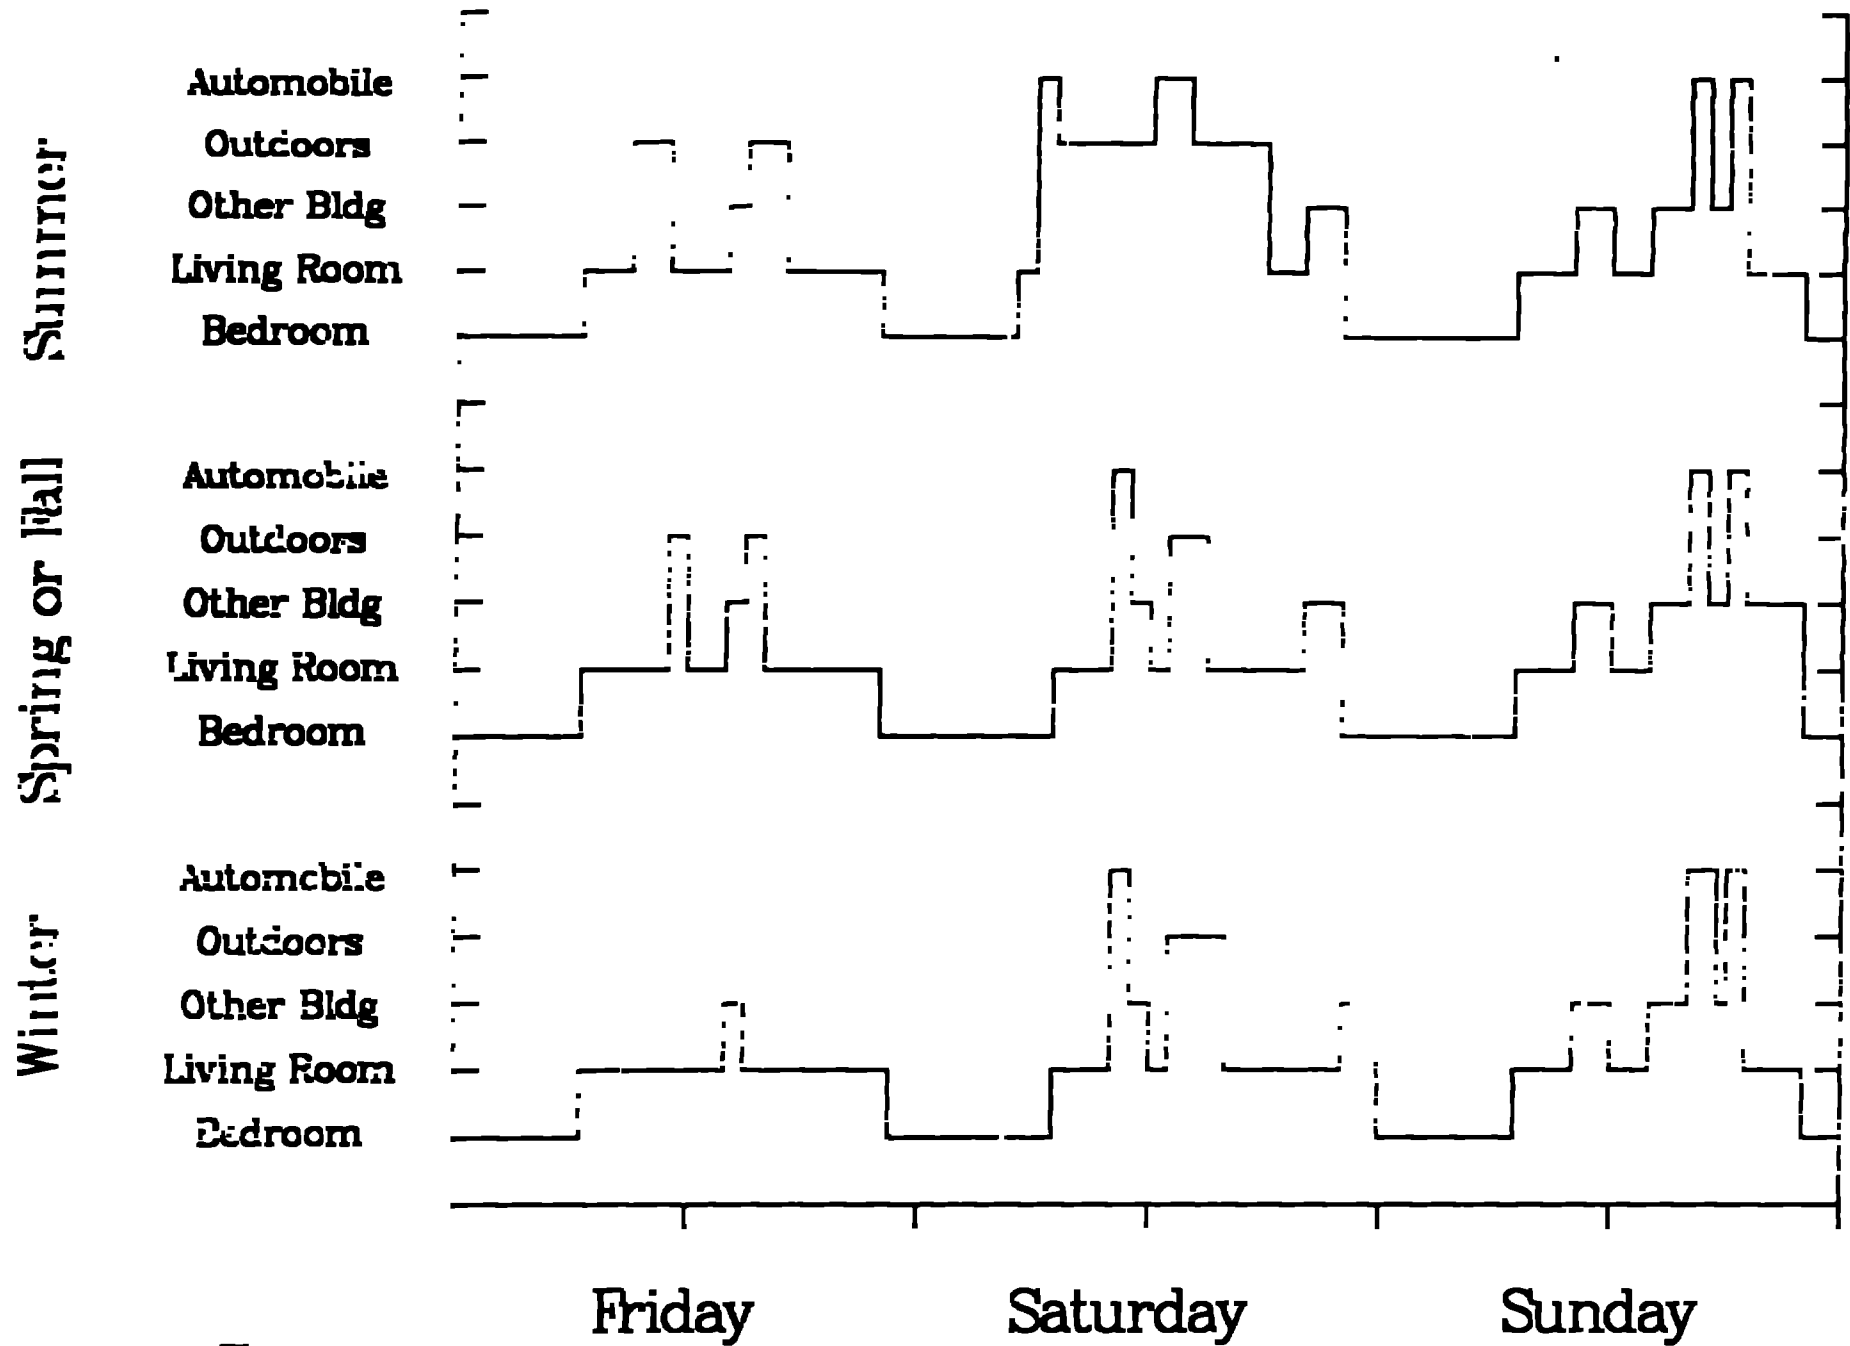 Summer
Automobile
Outdoors
Other Bldg
Living Room
Bedroom
Spring or Fall
Automobile
Outdoors
Other Bldg
Living Room
Bedroom
Winter
Automobile
Outdoors
Other Bldg
Living Room
Bedroom
Friday Saturday Sunday